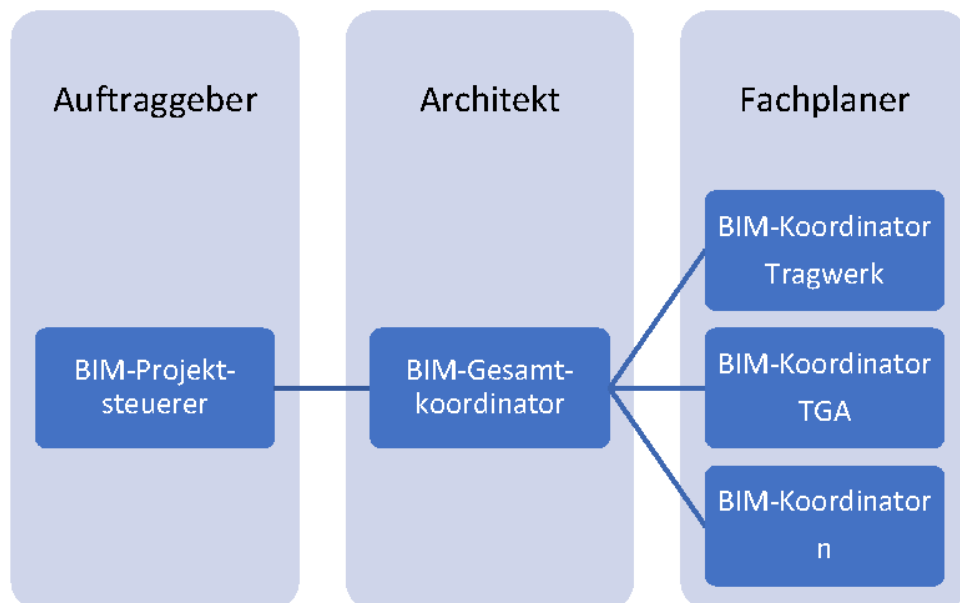 Auftraggeber
Architekt
Fachplaner
BIM-Projekt-
steuerer
BIM-Gesamt-
koordinator
BIM-Koordinator
Tragwerk
BIM-Koordinator
TGA
BIM-Koordinator
n